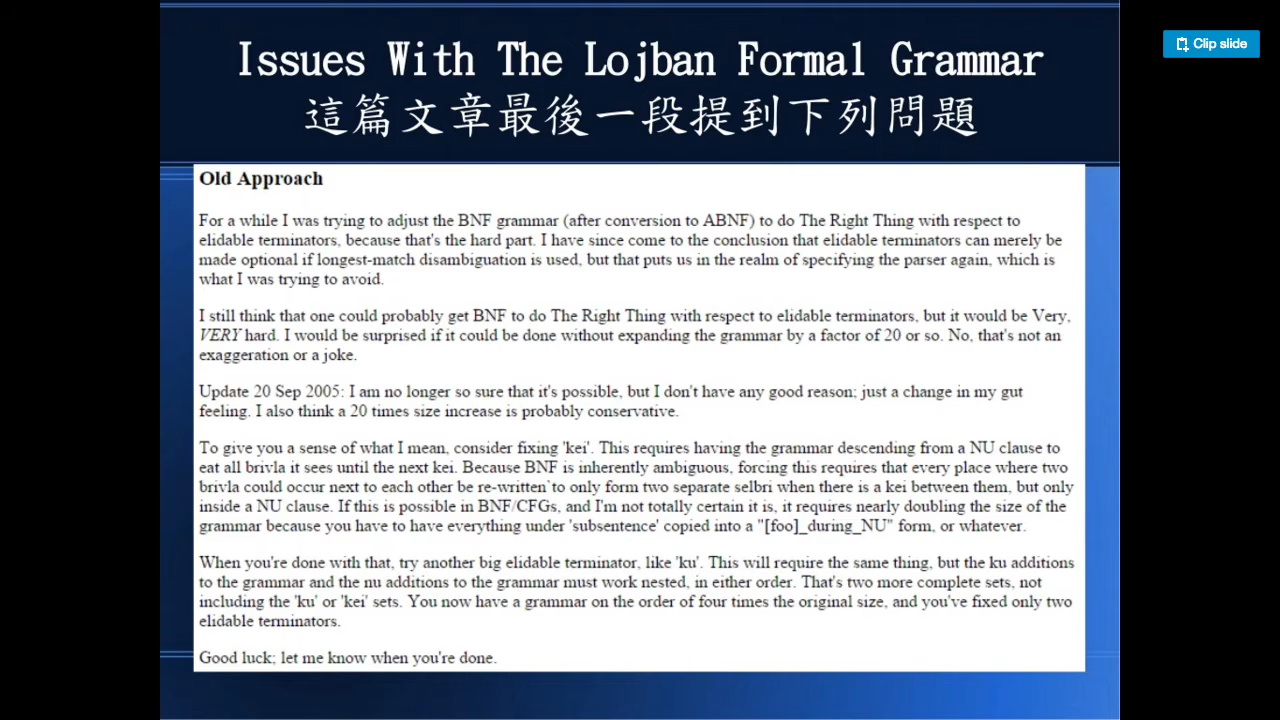 Clip slide
Issues With The Lojban Formal Grammar
這篇文章最後一段提到下列問題
Old Approach
For a while I was trying to adjust the BNF grammar (after conversion to ABNF) to do The Right Thing with respect to
elidable terminators, because that's the hard part. I have since come to the conclusion that elidable terminators can merely be
made optional if longest-match disambiguation is used, but that puts us in the realm of specifying the parser again, which is
what I was trying to avoid.
I still think that one could probably get BNF to do The Right Thing with respect to elidable terminators, but it would be Very,
VERY hard. I would be surprised if it could be done without expanding the grammar by a factor of 20 or so. No, that's not an
exaggeration or a joke.
Update 20 Sep 2005: I am no longer so sure that it's possible, but I don't have any good reason; just a change in my gut
feeling. I also think a 20 times size increase is probably conservative.
To give you a sense of what I mean, consider fixing 'kei'. This requires having the grammar descending from a NU clause to
eat all brivla it sees until the next kei. Because BNF is inherently ambiguous, forcing this requires that every place where two
brivla could occur next to each other be re-written to only form two separate selbri when there is a kei between them, but only
inside a NU clause. If this is possible in BNF/CFGs, and I'm not totally certain it is, it requires nearly doubling the size of the
grammar because you have to have everything under 'subsentence' copied into a "[foo]_during_NU" form, or whatever.
When you're done with that, try another big elidable terminator, like 'ku'. This will require the same thing, but the ku additions
to the grammar and the nu additions to the grammar must work nested, in either order. That's two more complete sets, not
including the 'ku' or 'kei' sets. You now have a grammar on the order of four times the original size, and you've fixed only two
elidable terminators.
Good luck; let me know when you're done.